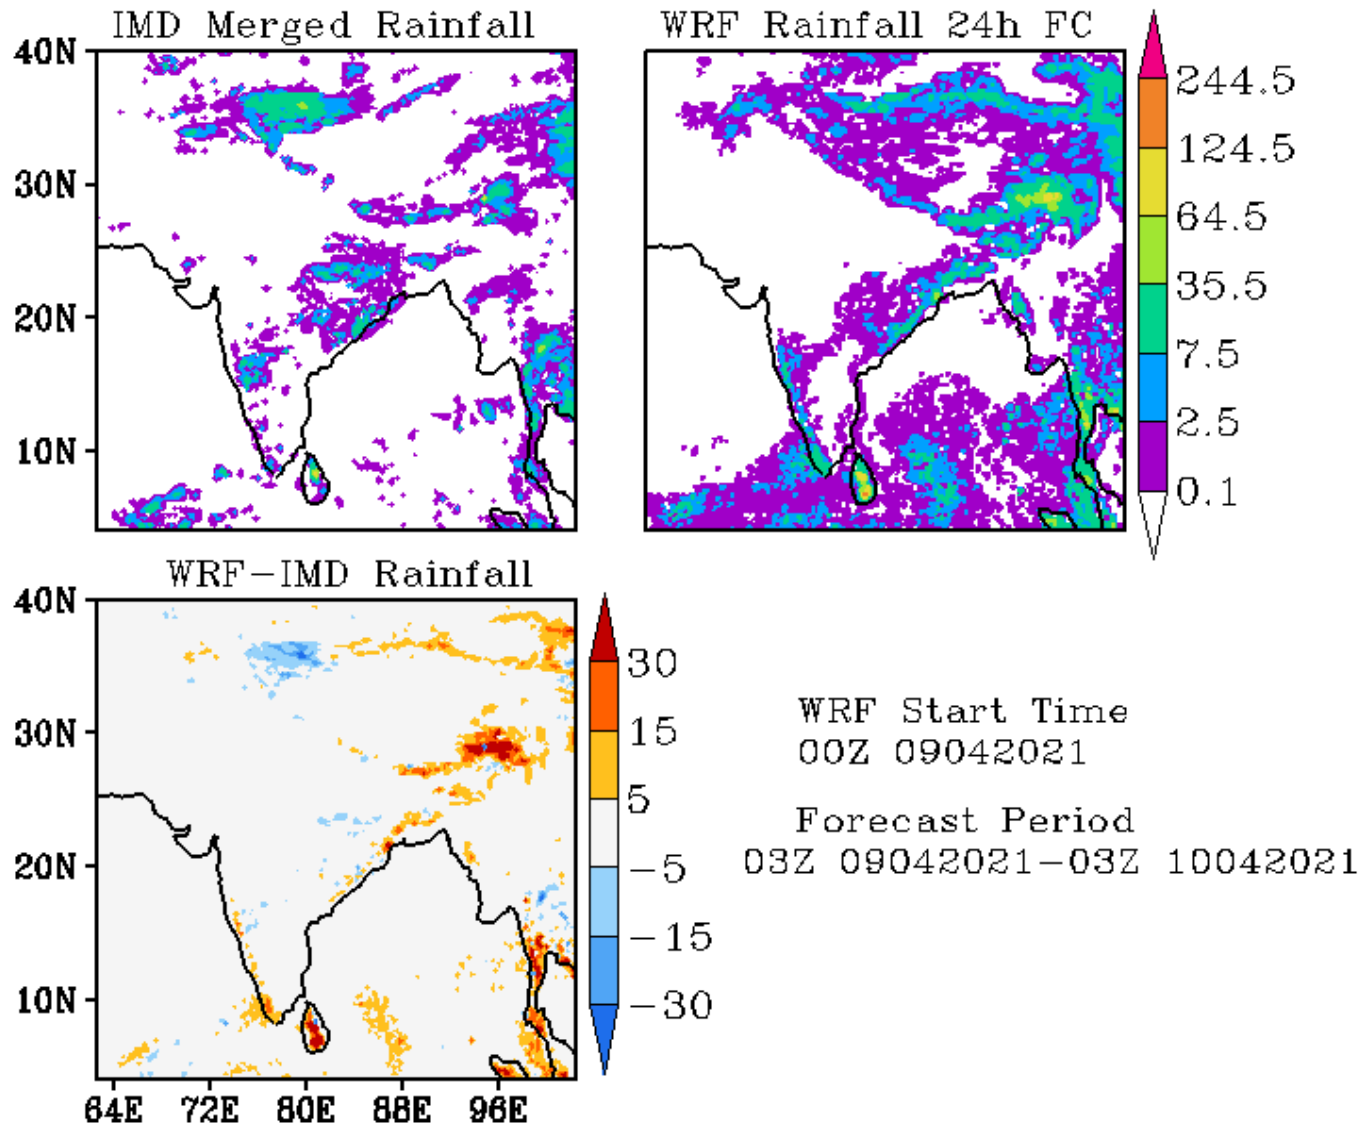 IMD Merged Rainfall
WRF Rainfall 24h FC
40N
30N
20N
10N
244.5
124.5
64.5
35.5
7.5
2.5
0.1
WRF-IMD Rainfall
40N
30N
20N
10N
64E 72E 80E 88E 96E
30
15
5
-5
-15
-30
WRF Start Time
00Z 09042021
Forecast Period
03Z 09042021-03Z 10042021